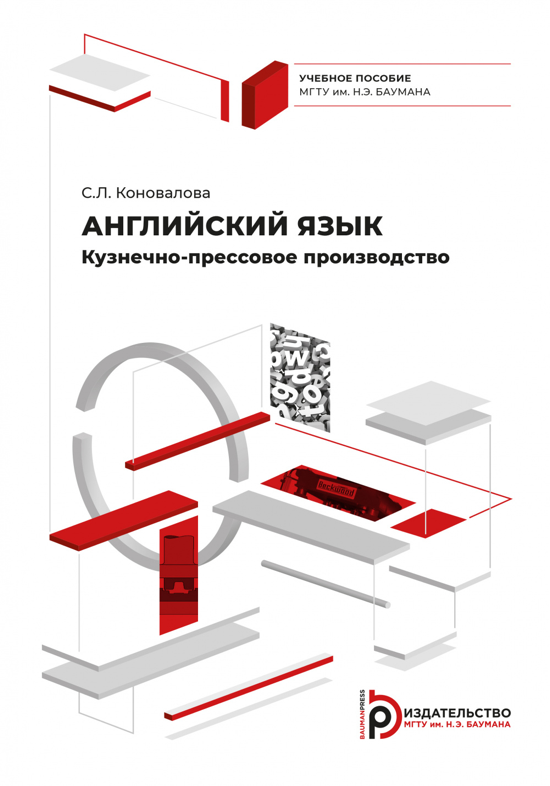 УЧЕБНОЕ ПОСОБИЕ
МГТУ им. Н.Э. БАУМАНА
С.Л. Коновалова
АНГЛИЙСКИЙ ЯЗЫК
Кузнечно-прессовое производство
BAUMANPRESS
ИЗДАТЕЛЬСТВО
МГТУ им. Н.Э. БАУМАНА